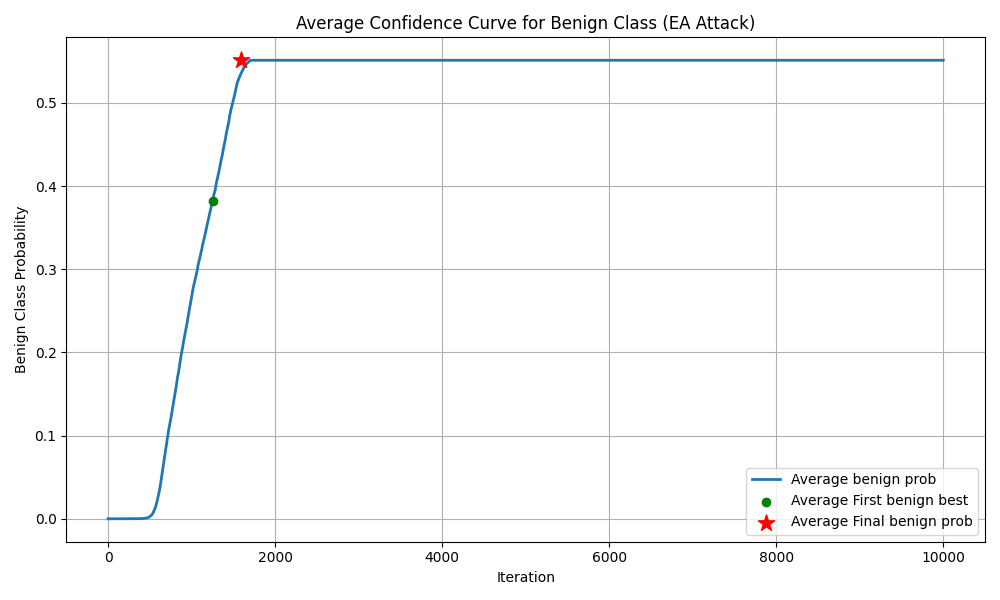 Average Confidence Curve for Benign Class (EA Attack)
Benign Class Probability
0.5
0.4
0.3
0.2
0.1
0.0
Average benign prob
Average First benign best
Average Final benign prob
0 2000 4000 6000 8000 10000
Iteration